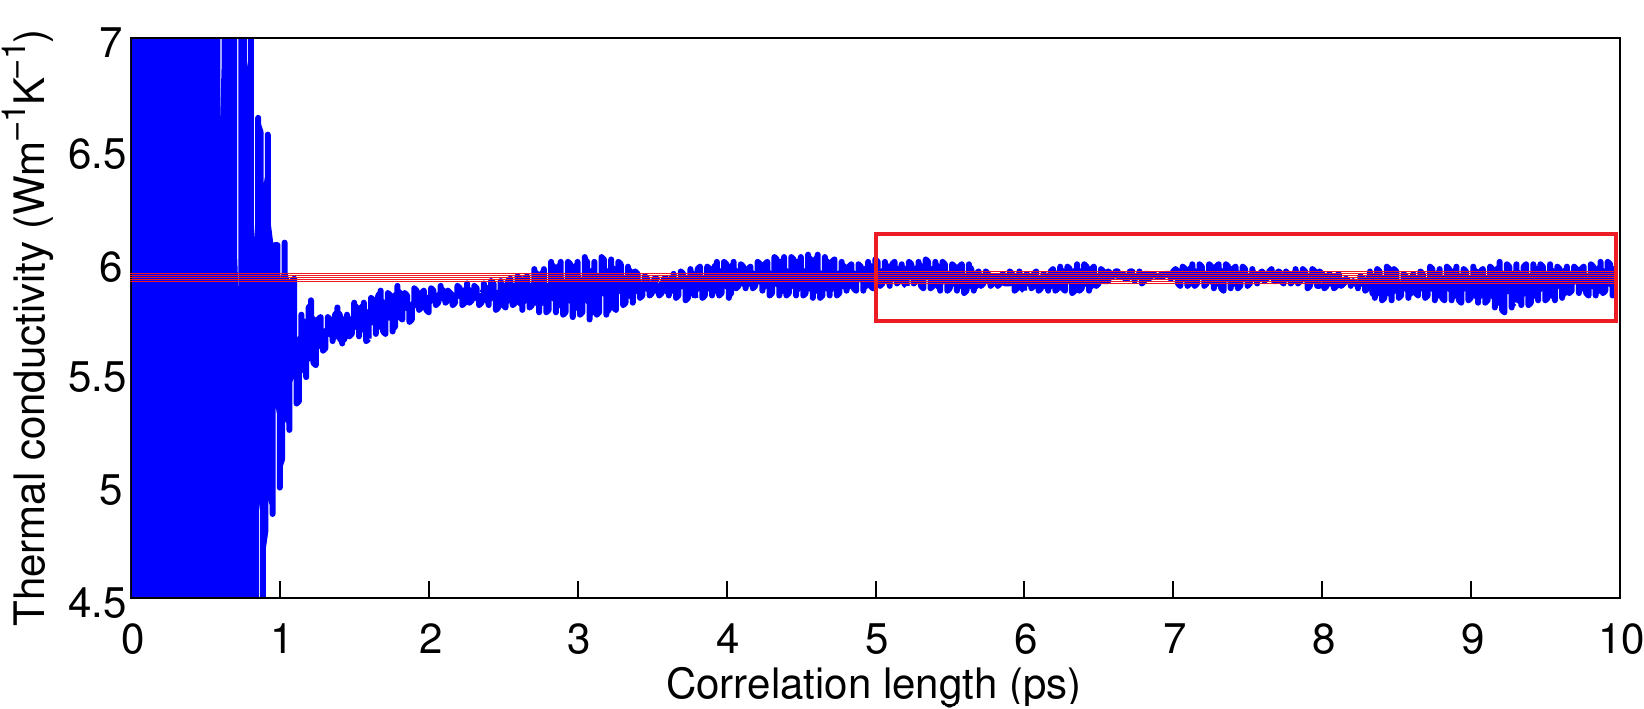 Thermal conductivity (Wm⁻¹K⁻¹)
7
6.5
6
5.5
5
4.5
0 1 2 3 4 5 6 7 8 9 10
Correlation length (ps)